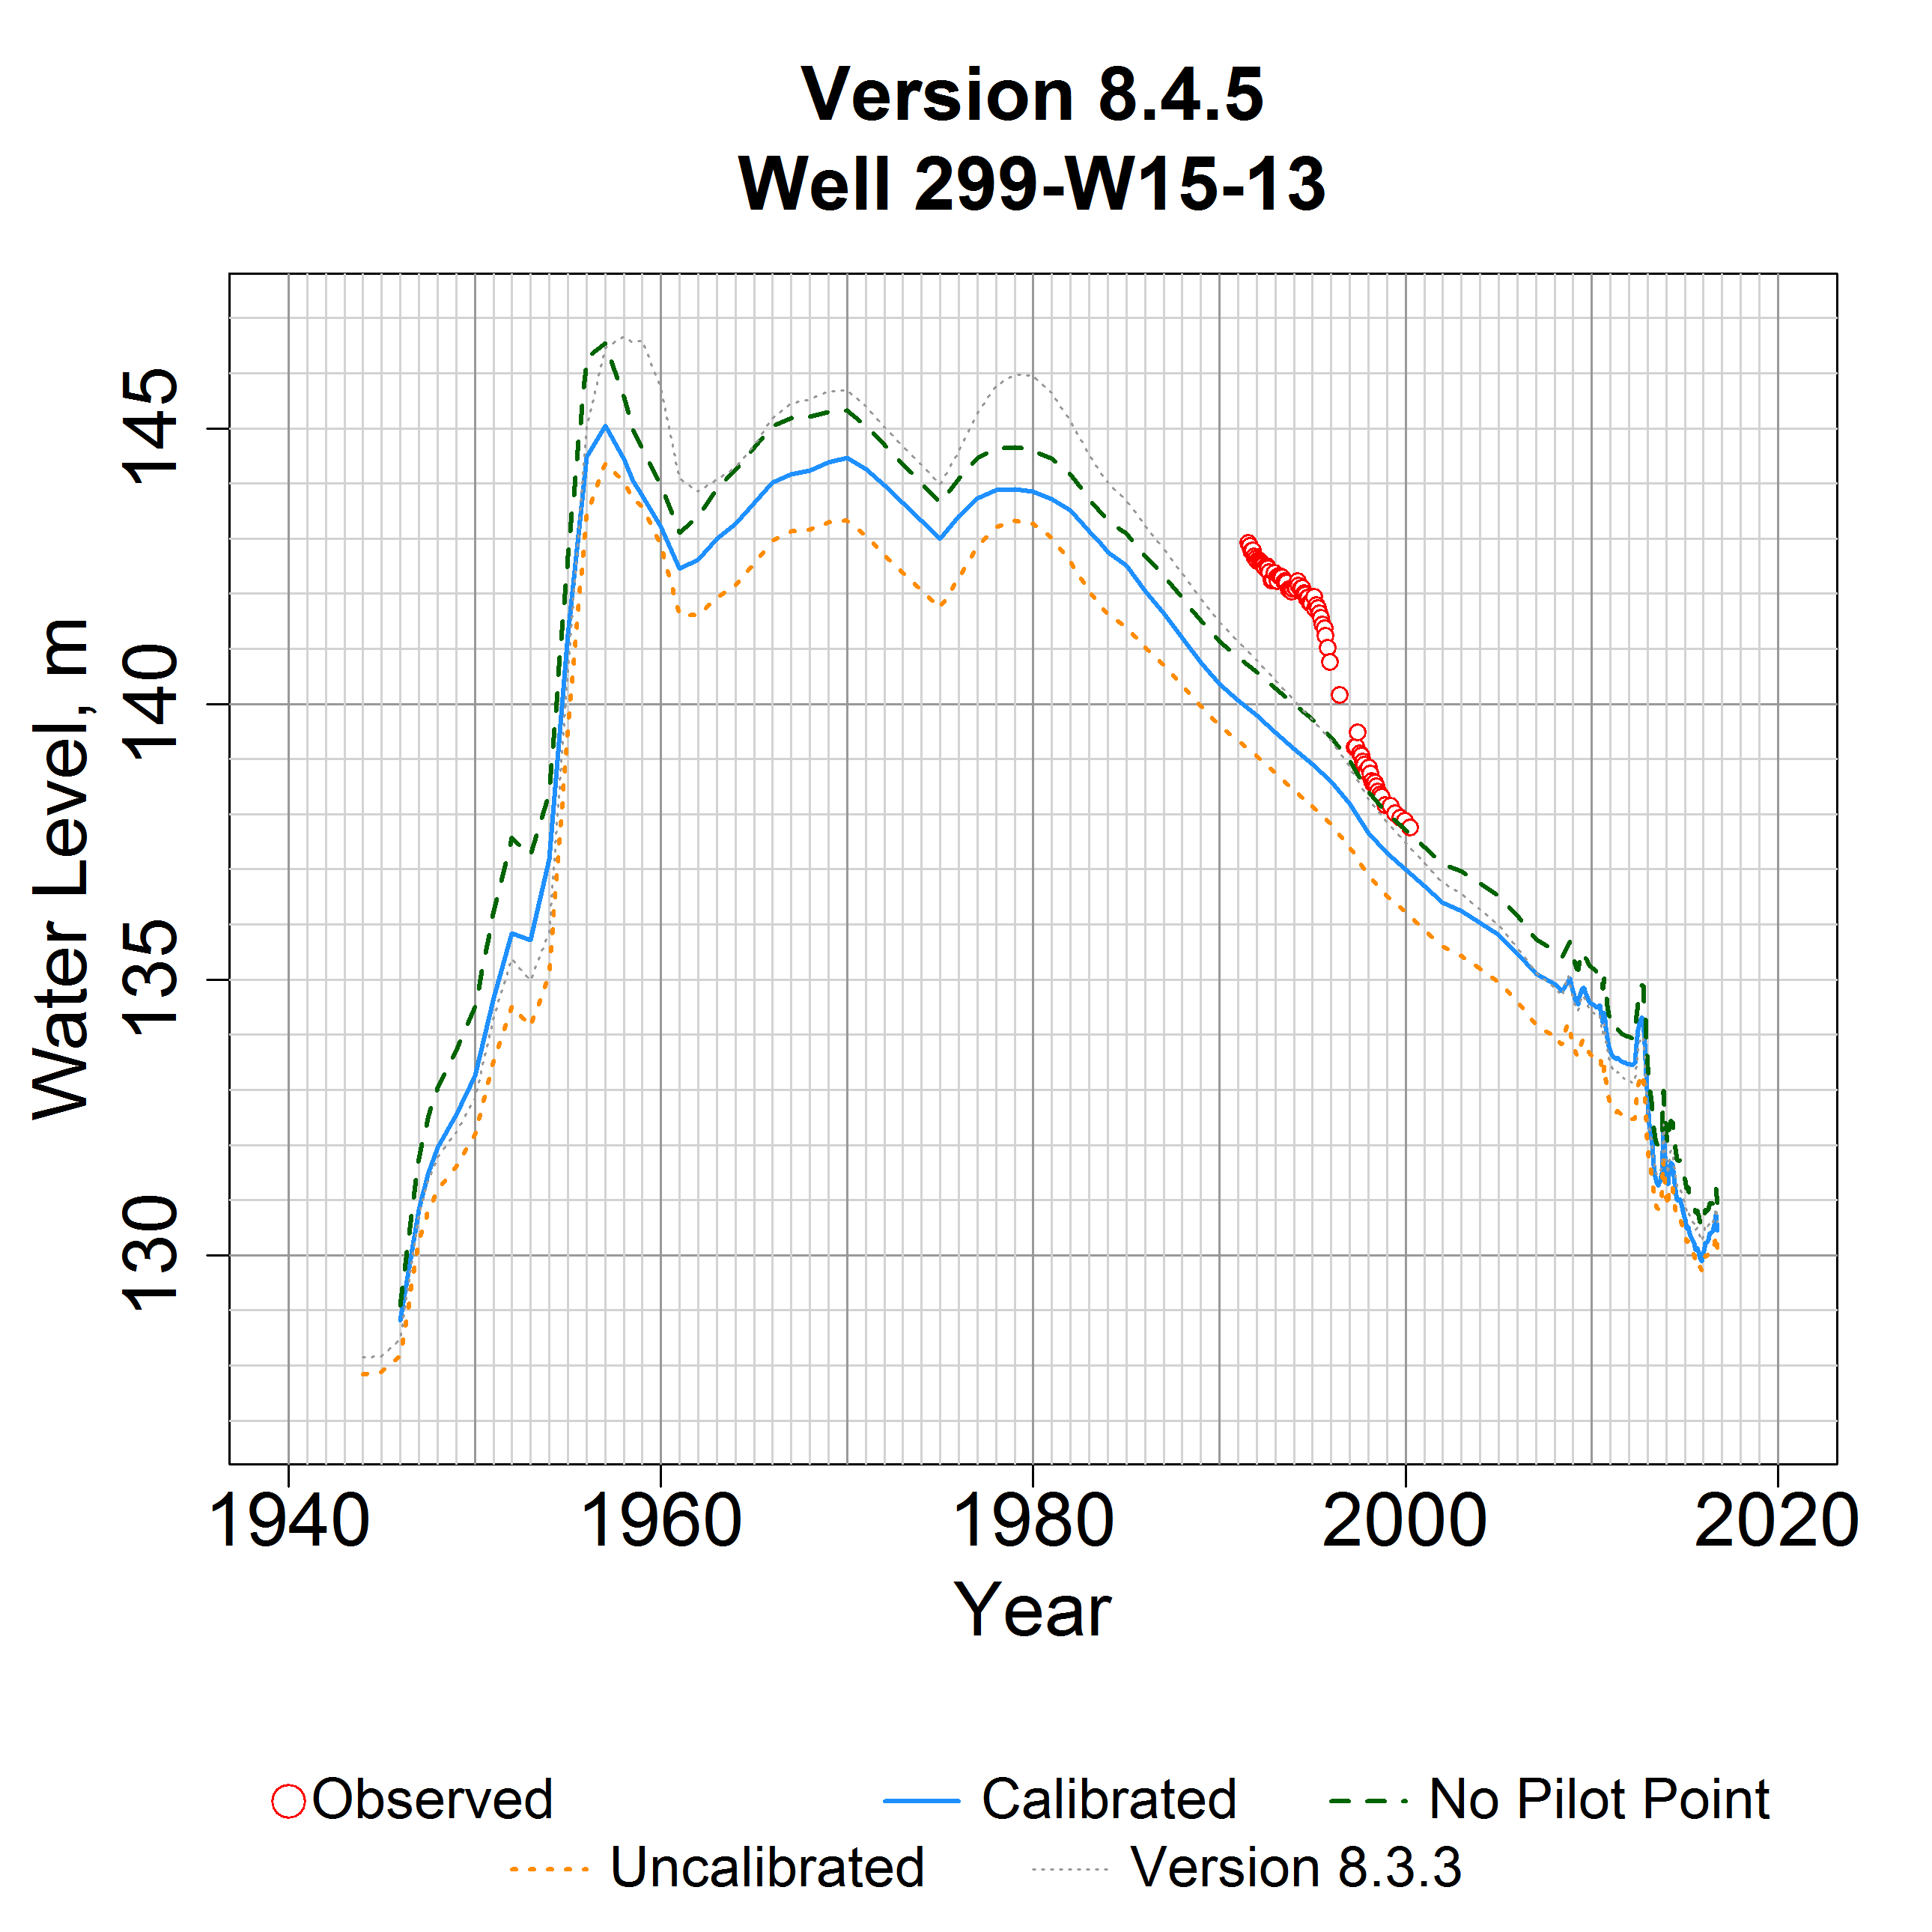 Version 8.4.5
Well 299-W15-13
Water Level, m
145
140
135
130
1940 1960 1980 2000 2020
Year
Observed Calibrated No Pilot Point
Uncalibrated Version 8.3.3